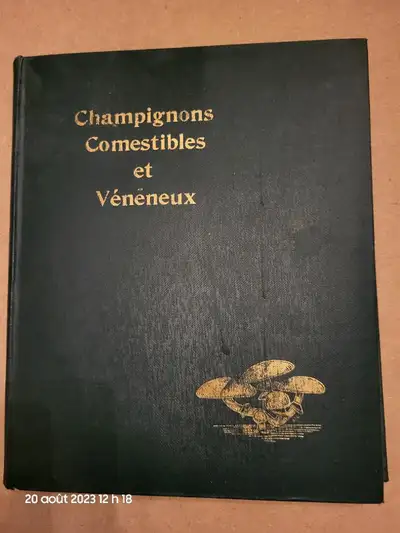 Champignons
Comestibles
et
Vénéneux
20 août 2023 12 h 18